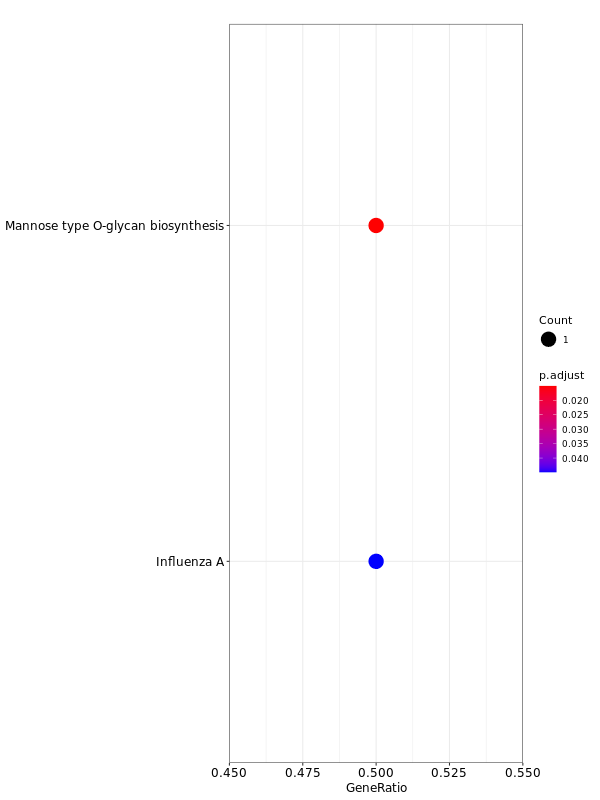 Mannose type O-glycan biosynthesis
Influenza A
0.450 0.475 0.500 0.525 0.550
GeneRatio
Count
1
p.adjust
0.020
0.025
0.030
0.035
0.040